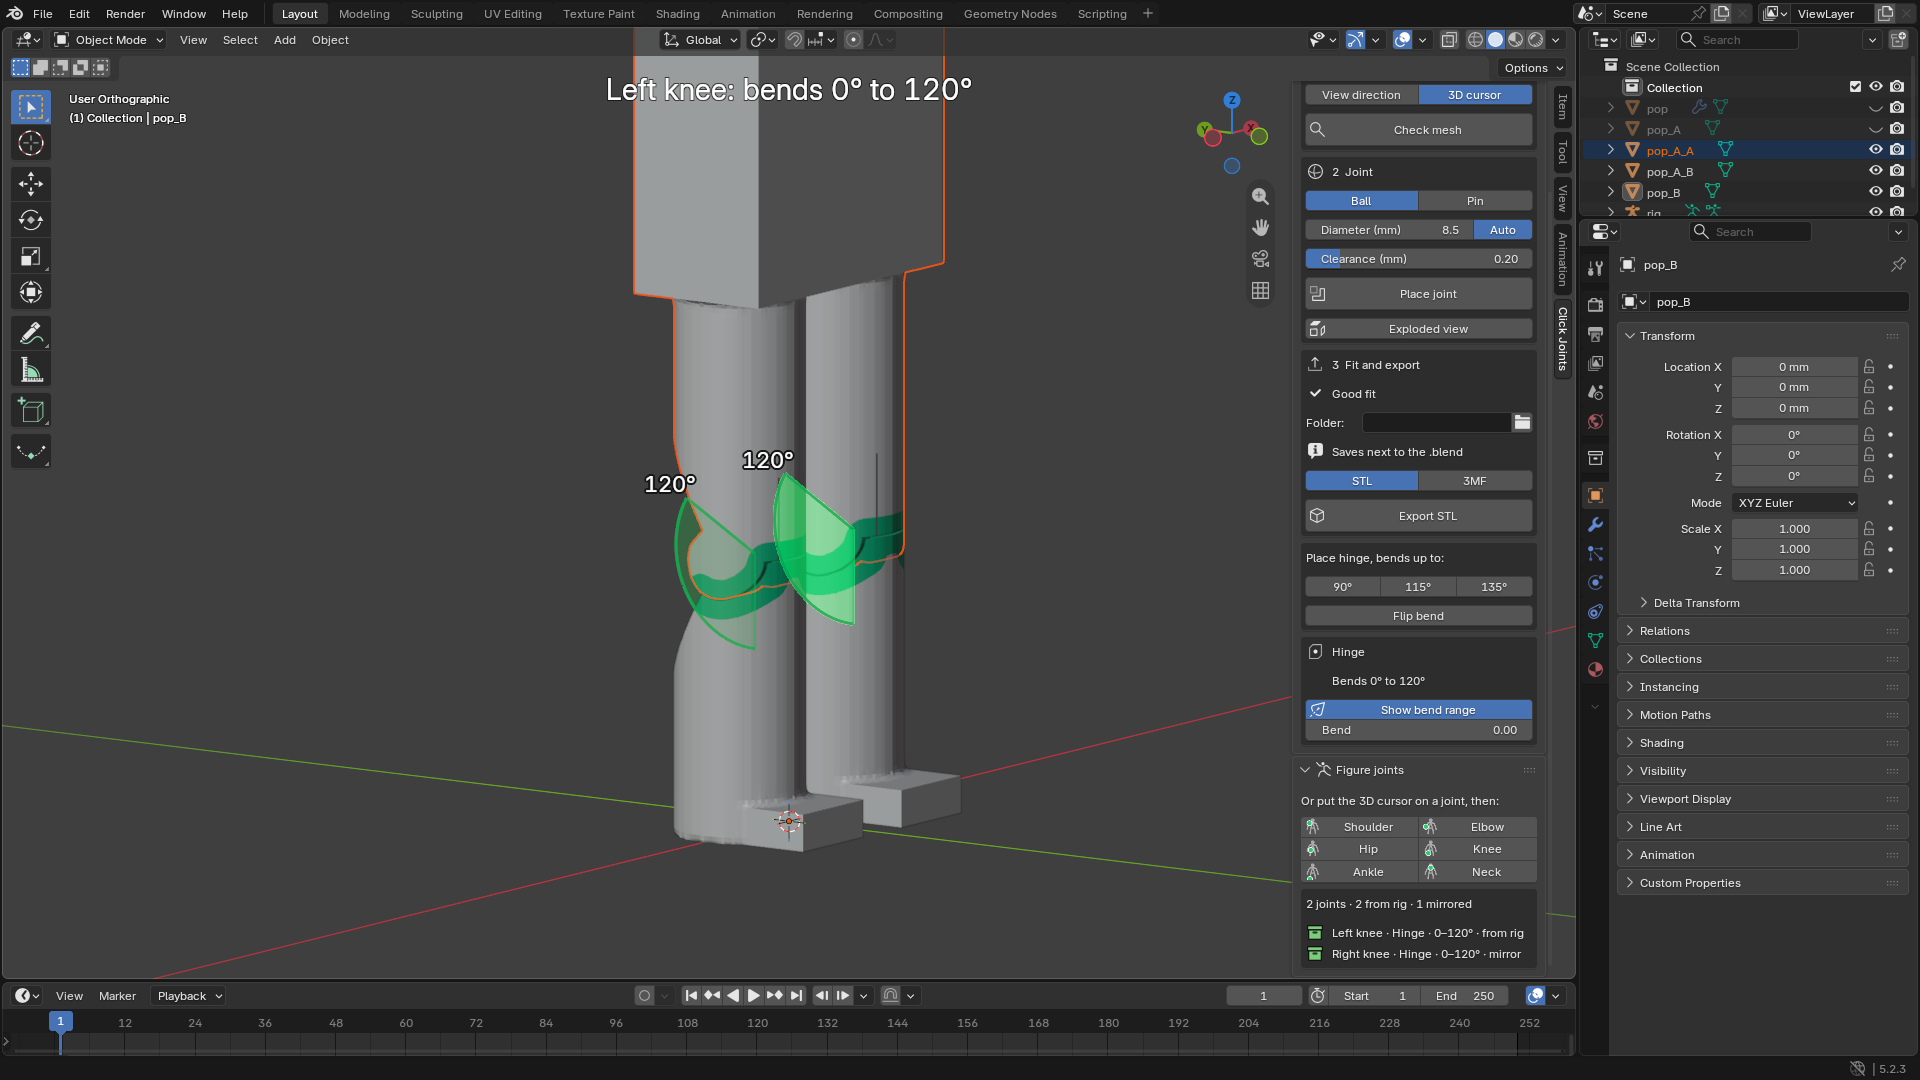 File Edit Render Window Help Layout Modeling Sculpting UV Editing Texture Paint Shading Animation Rendering Compositing Geometry Nodes Scripting Scene ViewLayer
Object Mode View Select Add Object Global Search
Options
User Orthographic
(1) Collection | pop_B
Left knee: bends 0° to 120°
120°
120°
Z
Y
X
View direction 3D cursor
Check mesh
2 Joint
Ball Pin
Diameter (mm) 8.5 Auto
Clearance (mm) 0.20
Place joint
Exploded view
3 Fit and export
Good fit
Folder:
Saves next to the .blend
STL 3MF
Export STL
Place hinge, bends up to:
90° 115° 135°
Flip bend
Hinge
Bends 0° to 120°
Show bend range
Bend 0.00
Figure joints
Or put the 3D cursor on a joint, then:
Shoulder Elbow
Hip Knee
Ankle Neck
2 joints · 2 from rig · 1 mirrored
Left knee · Hinge · 0–120° · from rig
Right knee · Hinge · 0–120° · mirror
Item
Tool
View
Animation
Click Joints
Scene Collection
Collection
pop
pop_A
pop_A_A
pop_A_B
pop_B
rig
Search
pop_B
pop_B
Transform
Location X 0 mm
Y 0 mm
Z 0 mm
Rotation X 0°
Y 0°
Z 0°
Mode XYZ Euler
Scale X 1.000
Y 1.000
Z 1.000
Delta Transform
Relations
Collections
Instancing
Motion Paths
Shading
Visibility
Viewport Display
Line Art
Animation
Custom Properties
View Marker Playback 1 Start 1 End 250
1 12 24 36 48 60 72 84 96 108 120 132 144 156 168 180 192 204 216 228 240 252
5.2.3